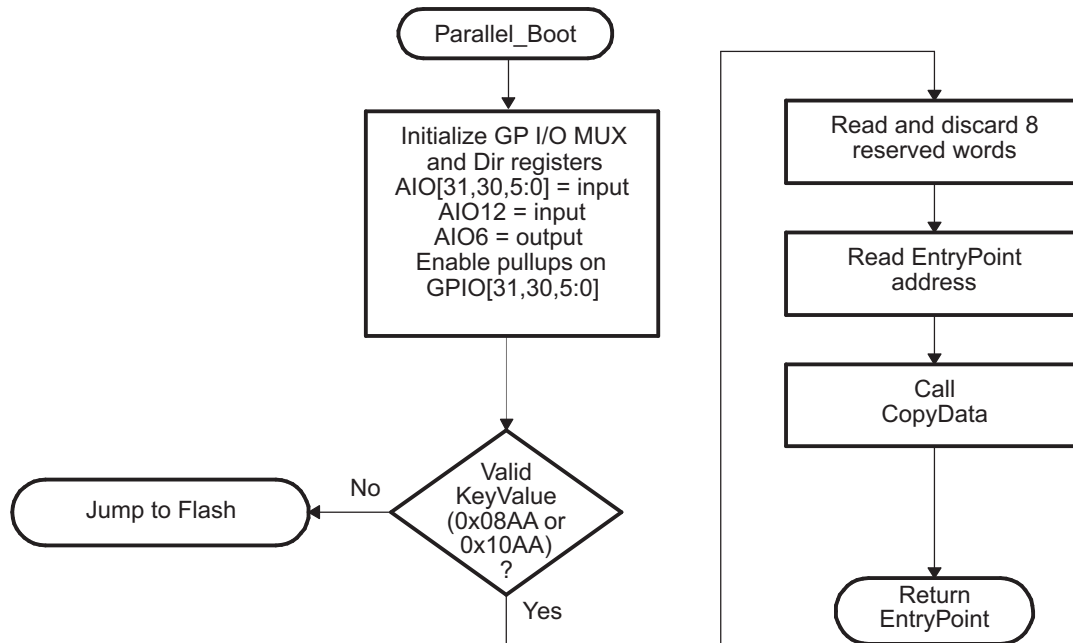 Parallel_Boot
Initialize GP I/O MUX
and Dir registers
AIO[31,30,5:0] = input
AIO12 = input
AIO6 = output
Enable pullups on
GPIO[31,30,5:0]
Valid
KeyValue
(0x08AA or
0x10AA)
?
No
Jump to Flash
Yes
Read and discard 8
reserved words
Read EntryPoint
address
Call
CopyData
Return
EntryPoint